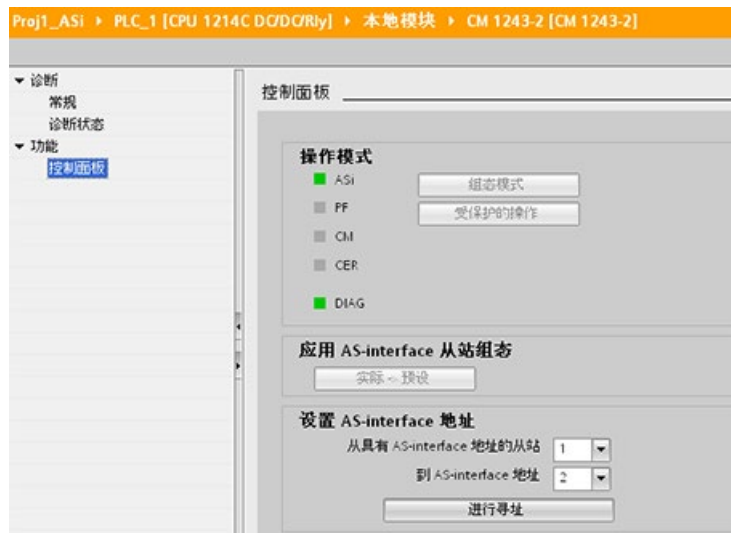 Proj1_ASi ▸ PLC_1 [CPU 1214C DC/DC/Rly] ▸ 本地模块 ▸ CM 1243-2 [CM 1243-2]
诊断
常规
诊断状态
功能
控制面板
控制面板
操作模式
ASi
组态模式
PF
受保护的操作
CM
CER
DIAG
应用 AS-interface 从站组态
实际 -> 预设
设置 AS-interface 地址
从具有 AS-interface 地址的从站 1
到 AS-interface 地址 2
进行寻址